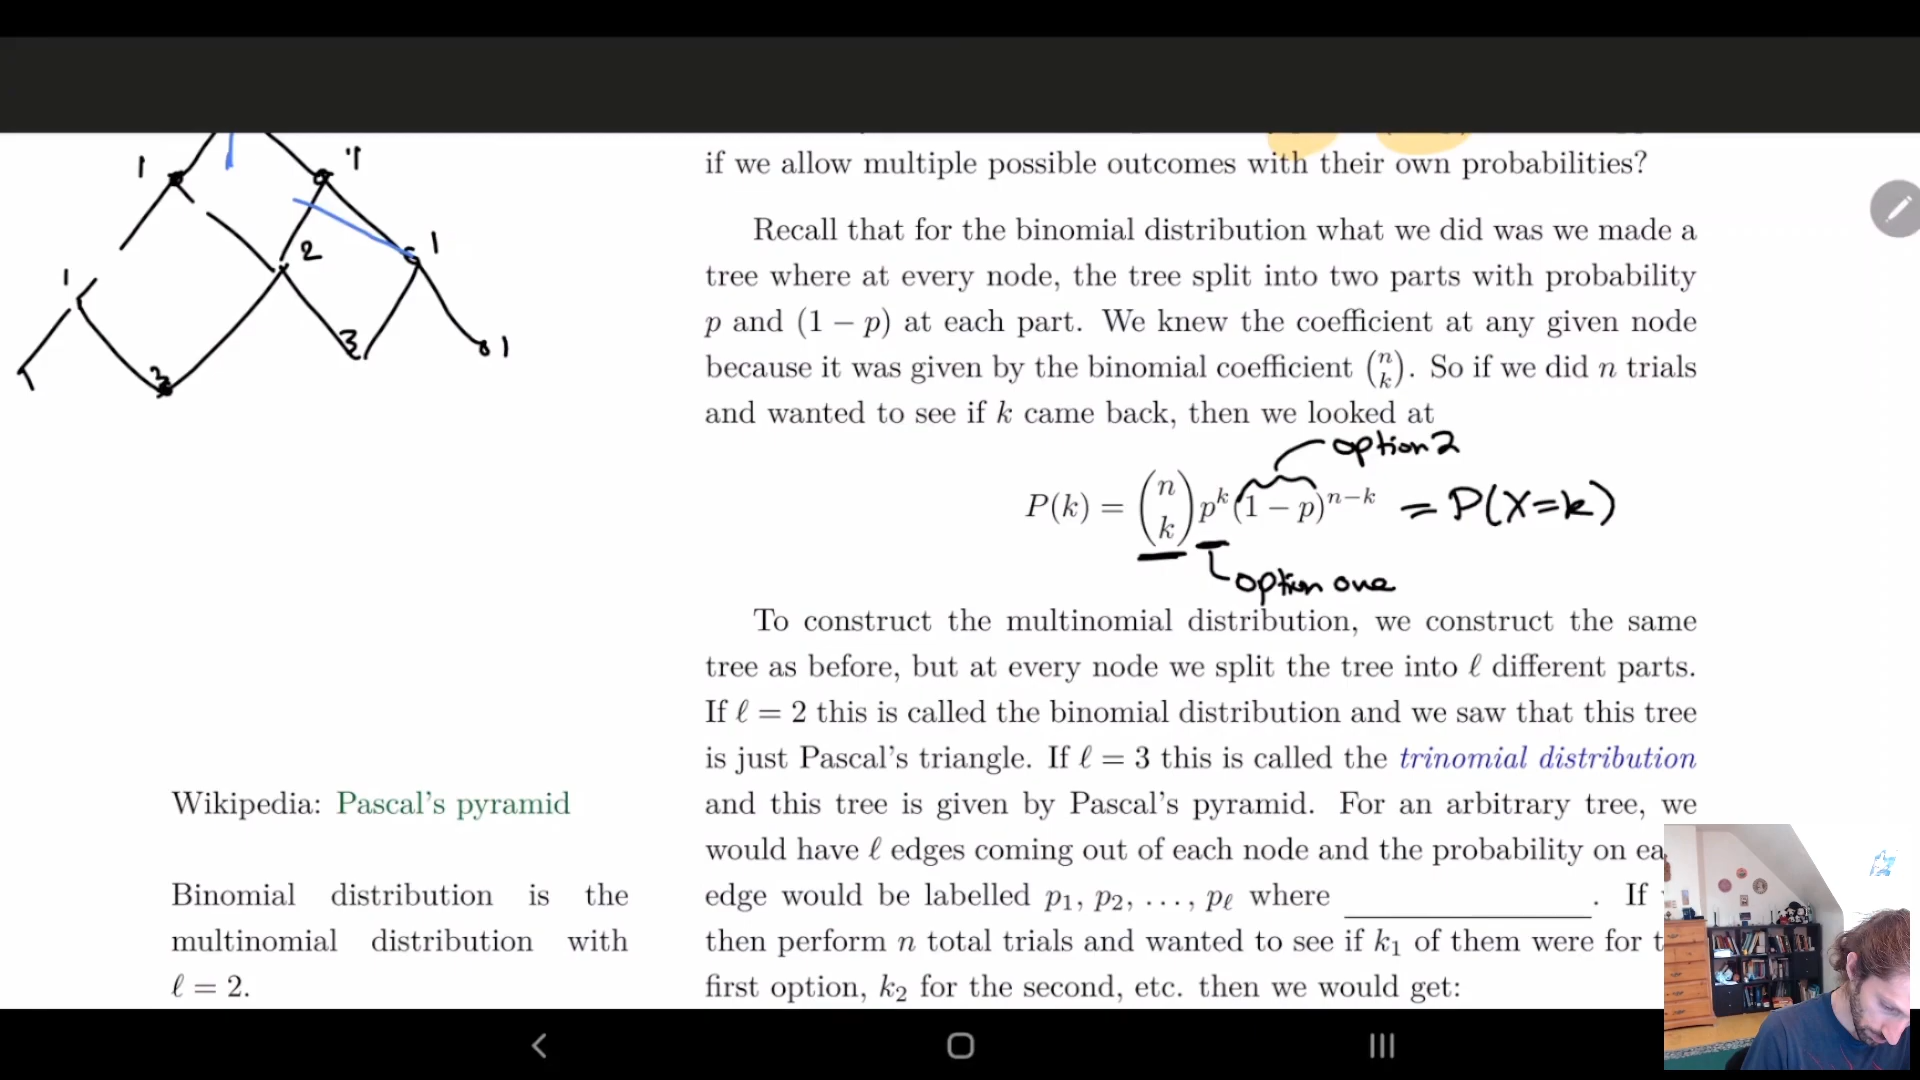 1
1
2
1
1
3
3
1
1
if we allow multiple possible outcomes with their own probabilities?
Recall that for the binomial distribution what we did was we made a
tree where at every node, the tree split into two parts with probability
p and (1 − p) at each part. We knew the coefficient at any given node
because it was given by the binomial coefficient (n k). So if we did n trials
and wanted to see if k came back, then we looked at
option 2
P(k) = (n k) p^k (1 − p)^{n−k} = P(X=k)
option one
To construct the multinomial distribution, we construct the same
tree as before, but at every node we split the tree into ℓ different parts.
If ℓ = 2 this is called the binomial distribution and we saw that this tree
is just Pascal's triangle. If ℓ = 3 this is called the trinomial distribution
Wikipedia: Pascal's pyramid
and this tree is given by Pascal's pyramid. For an arbitrary tree, we
would have ℓ edges coming out of each node and the probability on ea
Binomial distribution is the
edge would be labelled p₁, p₂, ..., pℓ where ____________. If
multinomial distribution with
then perform n total trials and wanted to see if k₁ of them were for t
ℓ = 2.
first option, k₂ for the second, etc. then we would get: